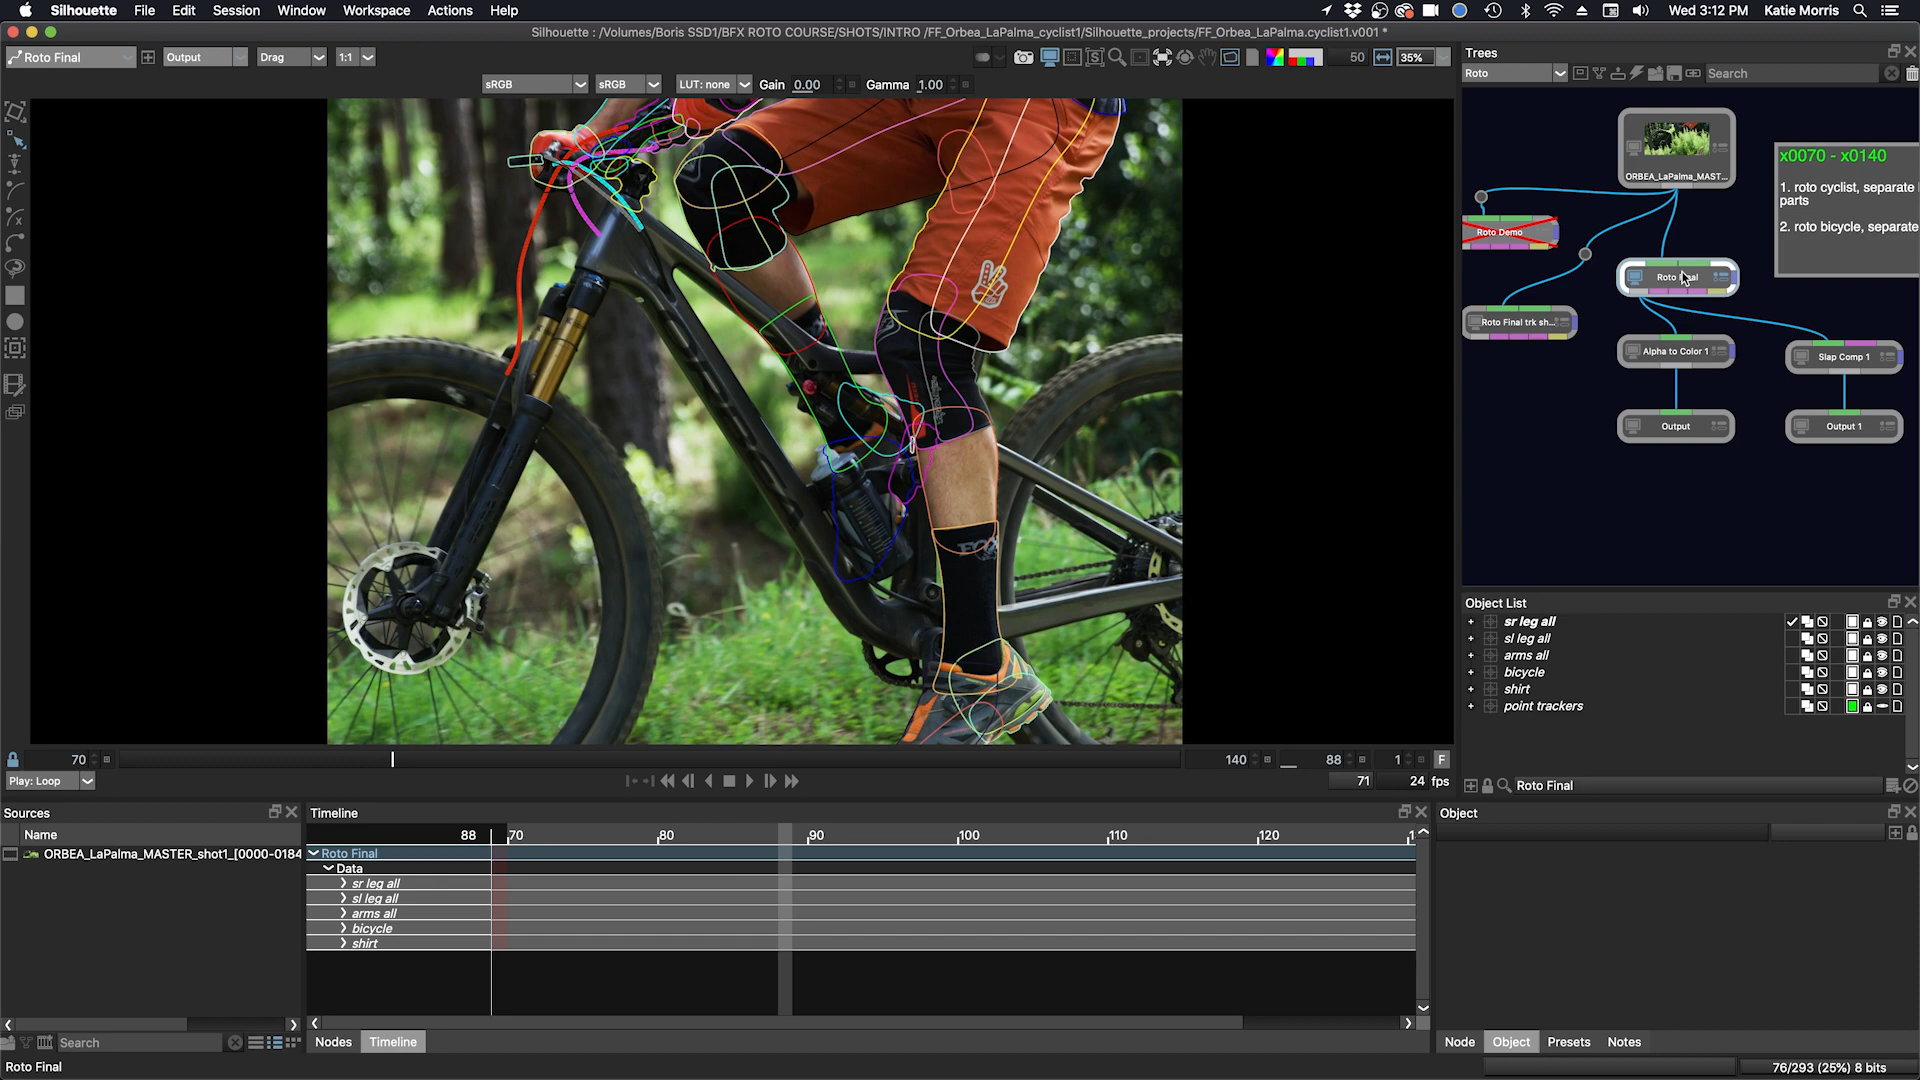 Silhouette File Edit Session Window Workspace Actions Help
Wed 3:12 PM Katie Morris
Silhouette : /Volumes/Boris SSD1/BFX ROTO COURSE/SHOTS/INTRO /FF_Orbea_LaPalma_cyclist1/Silhouette_projects/FF_Orbea_LaPalma.cyclist1.v001 *
Roto Final Output Drag 1:1 50 35%
sRGB sRGB LUT: none Gain 0.00 Gamma 1.00
Trees
Roto Search
ORBEA_LaPalma_MAST...
x0070 - x0140
1. roto cyclist, separate
parts
2. roto bicycle, separate
Roto Demo
Roto Final trk sh...
Alpha to Color 1
Slap Comp 1
Output
Output 1
FOX
Object List
sr leg all
sl leg all
arms all
bicycle
shirt
point trackers
Roto Final
70 140 88 1 F
Play: Loop 71 24 fps
Sources
Name
ORBEA_LaPalma_MASTER_shot1_[0000-0184
Search
Timeline
88 70 80 90 100 110 120 1
Roto Final
Data
sr leg all
sl leg all
arms all
bicycle
shirt
Nodes Timeline
Object
Node Object Presets Notes
Roto Final
76/293 (25%) 8 bits